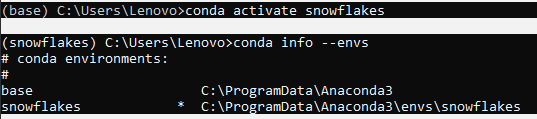 (base) C:\Users\Lenovo>conda activate snowflakes
(snowflakes) C:\Users\Lenovo>conda info --envs
# conda environments:
#
base                     C:\ProgramData\Anaconda3
snowflakes            *  C:\ProgramData\Anaconda3\envs\snowflakes